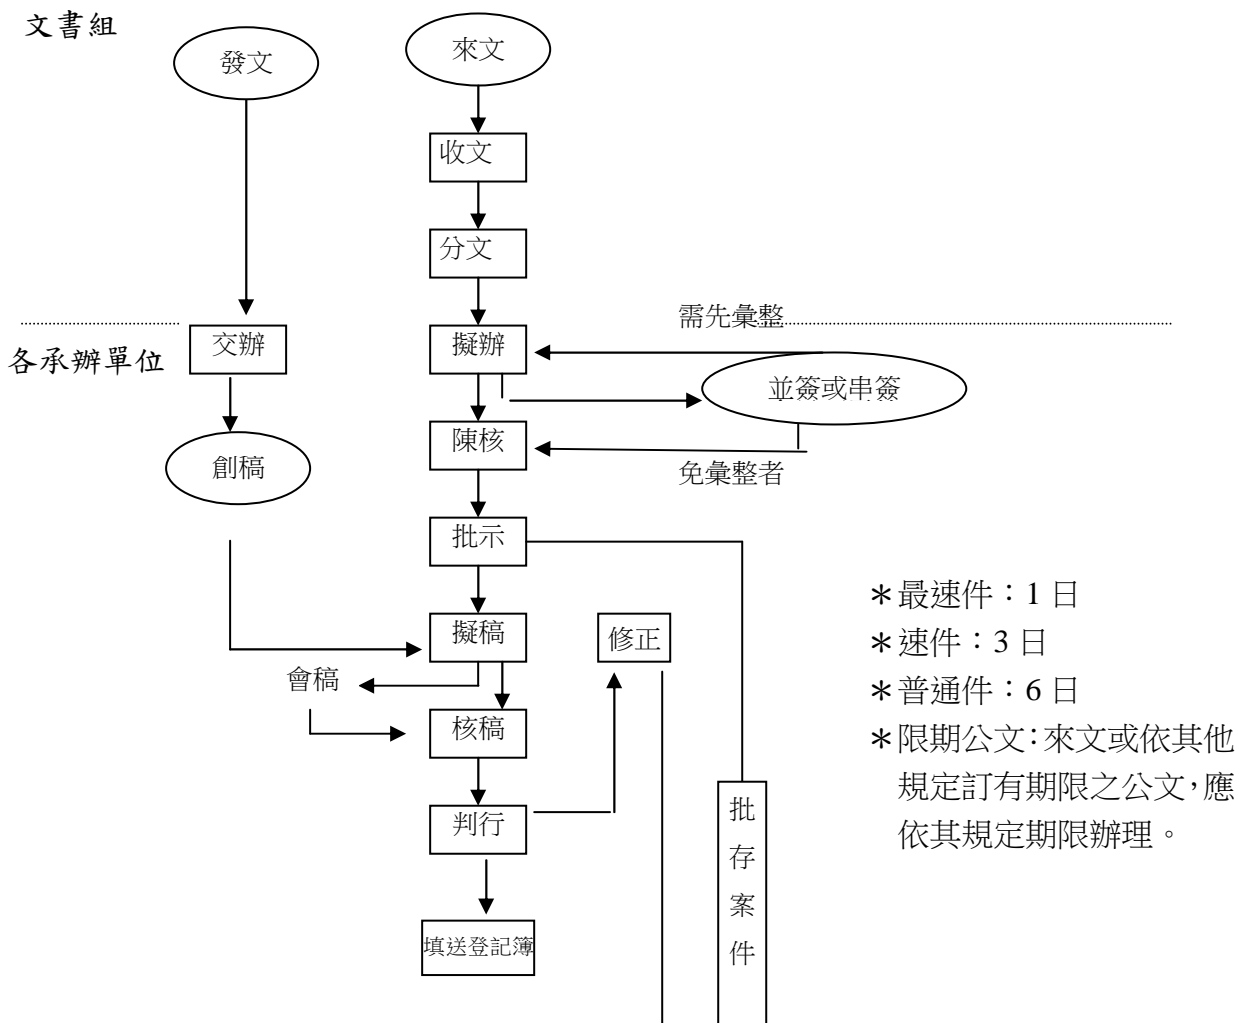 文書組
發文
來文
收文
分文
需先彙整
交辦
擬辦
各承辦單位
並簽或串簽
陳核
創稿
免彙整者
批示
＊最速件：1 日
擬稿
修正
＊速件：3 日
會稿
＊普通件：6 日
核稿
＊限期公文：來文或依其他
規定訂有期限之公文，應
依其規定期限辦理。
判行
批存案件
填送登記簿